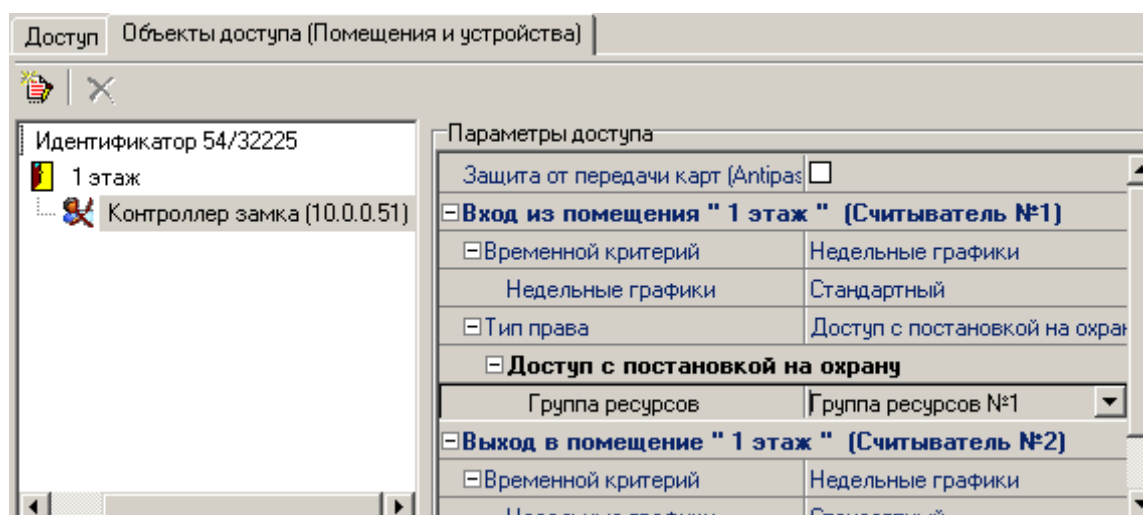 Доступ Объекты доступа (Помещения и устройства)
Идентификатор 54/32225
1 этаж
Контроллер замка (10.0.0.51)
Параметры доступа
Защита от передачи карт (Antipas
Вход из помещения " 1 этаж " (Считыватель №1)
Временной критерий Недельные графики
Недельные графики Стандартный
Тип права Доступ с постановкой на охран
Доступ с постановкой на охрану
Группа ресурсов Группа ресурсов №1
Выход в помещение " 1 этаж " (Считыватель №2)
Временной критерий Недельные графики